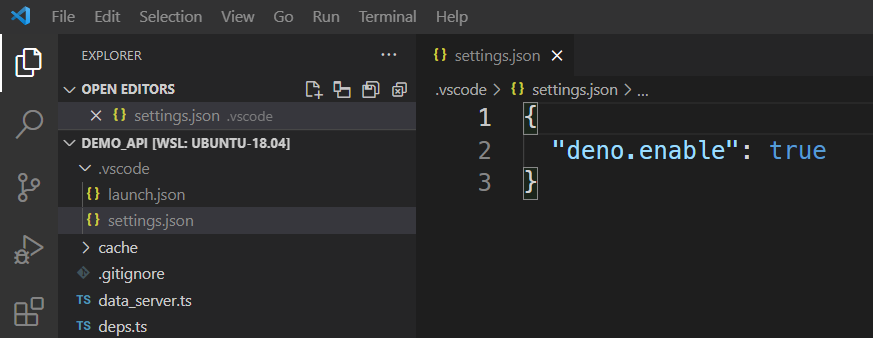 File Edit Selection View Go Run Terminal Help
EXPLORER ...
OPEN EDITORS
{} settings.json .vscode
DEMO_API [WSL: UBUNTU-18.04]
.vscode
{} launch.json
{} settings.json
cache
.gitignore
TS data_server.ts
TS deps.ts
{} settings.json
.vscode > {} settings.json > ...
1 {
2 "deno.enable": true
3 }